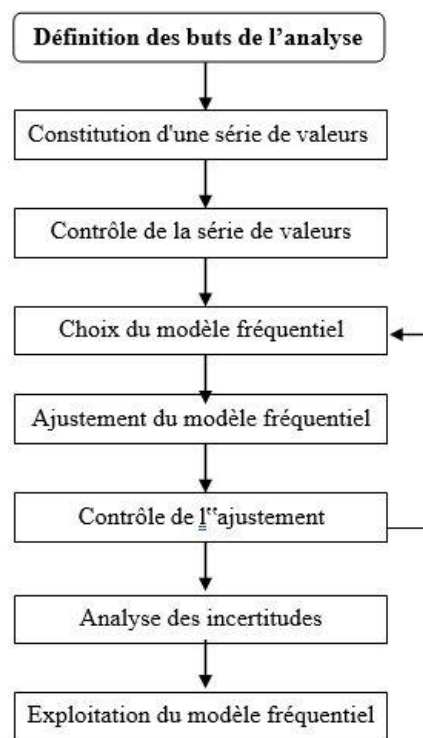 Définition des buts de l’analyse
Constitution d'une série de valeurs
Contrôle de la série de valeurs
Choix du modèle fréquentiel
Ajustement du modèle fréquentiel
Contrôle de l‟ajustement
Analyse des incertitudes
Exploitation du modèle fréquentiel